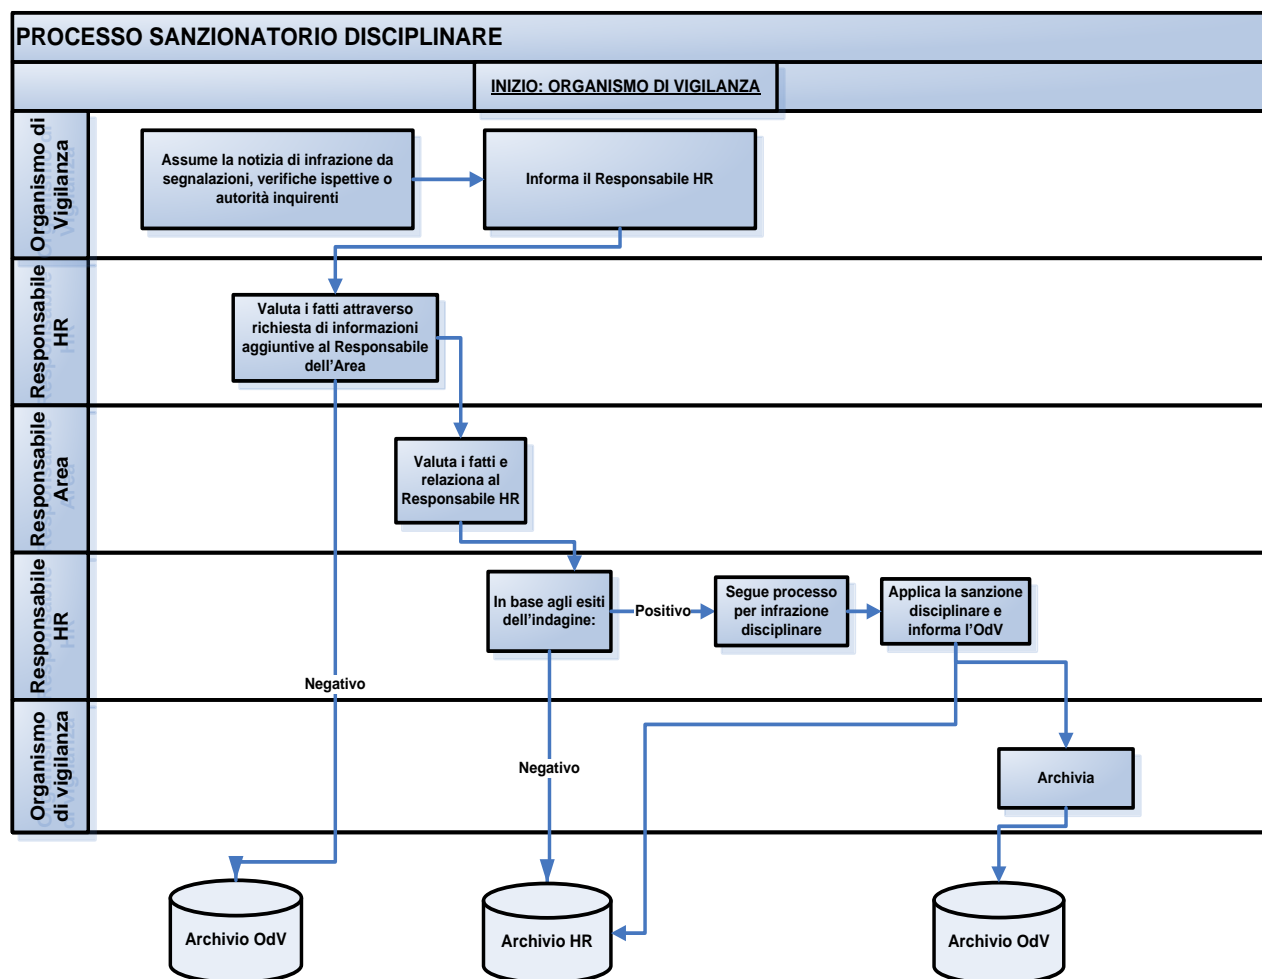 PROCESSO SANZIONATORIO DISCIPLINARE
INIZIO: ORGANISMO DI VIGILANZA
Organismo di
Vigilanza
Assume la notizia di infrazione da
segnalazioni, verifiche ispettive o
autorità inquirenti
Informa il Responsabile HR
Responsabile
HR
Valuta i fatti attraverso
richiesta di informazioni
aggiuntive al Responsabile
dell'Area
Responsabile
Area
Valuta i fatti e
relaziona al
Responsabile HR
Responsabile
HR
In base agli esiti
dell'indagine:
Positivo
Segue processo
per infrazione
disciplinare
Applica la sanzione
disciplinare e
informa l'OdV
Negativo
Organismo
di vigilanza
Negativo
Archivia
Archivio OdV
Archivio HR
Archivio OdV